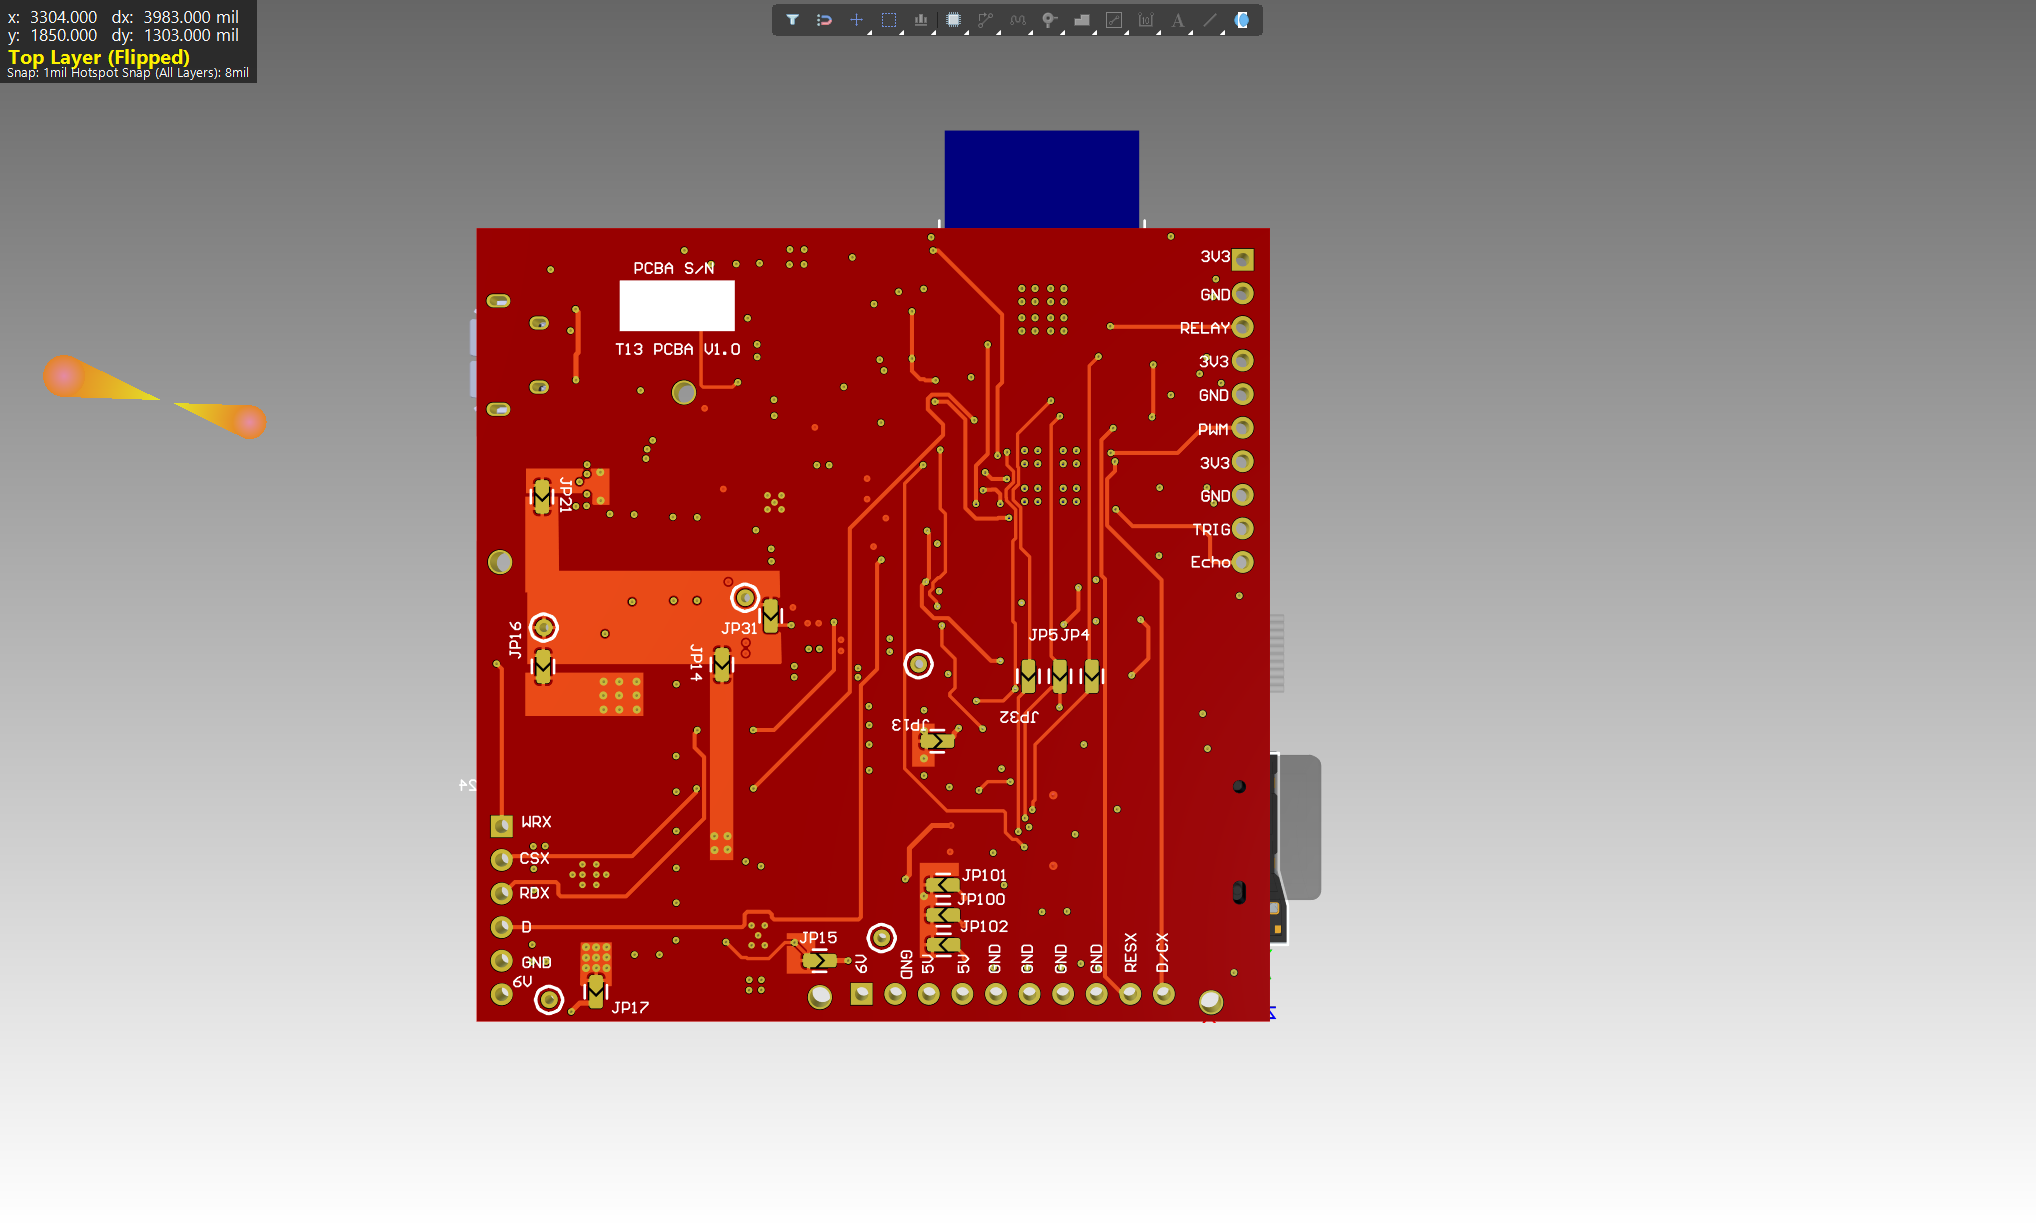 x: 3304.000 dx: 3983.000 mil
y: 1850.000 dy: 1303.000 mil
Top Layer (Flipped)
Snap: 1mil Hotspot Snap (All Layers): 8mil
PCBA S/N
T13 PCBA V1.0
3V3
GND
RELAY
3V3
GND
PWM
3V3
GND
TRIG
Echo
JP21
JP16
JP31
JP14
JP5
JP4
JP13
JP32
24
WRX
CSX
RDX
D
GND
6V
JP17
JP15
JP101
JP100
JP102
6V
GND
5V
5V
GND
GND
GND
GND
RESX
D/CX
Z